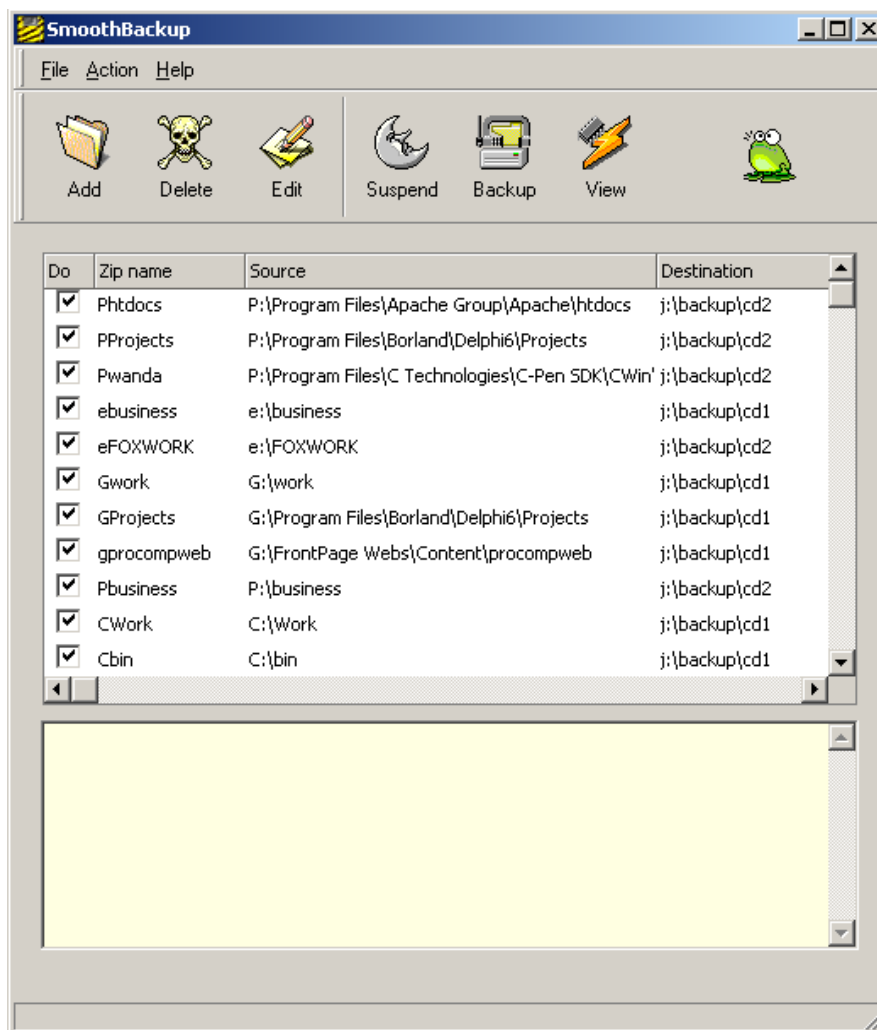 SmoothBackup
File Action Help
Add Delete Edit Suspend Backup View
Do Zip name Source Destination
Phtdocs P:\Program Files\Apache Group\Apache\htdocs j:\backup\cd2
PProjects P:\Program Files\Borland\Delphi6\Projects j:\backup\cd2
Pwanda P:\Program Files\C Technologies\C-Pen SDK\CWin' j:\backup\cd2
ebusiness e:\business j:\backup\cd1
eFOXWORK e:\FOXWORK j:\backup\cd2
Gwork G:\work j:\backup\cd1
GProjects G:\Program Files\Borland\Delphi6\Projects j:\backup\cd1
gprocompweb G:\FrontPage Webs\Content\procompweb j:\backup\cd1
Pbusiness P:\business j:\backup\cd2
CWork C:\Work j:\backup\cd1
Cbin C:\bin j:\backup\cd1